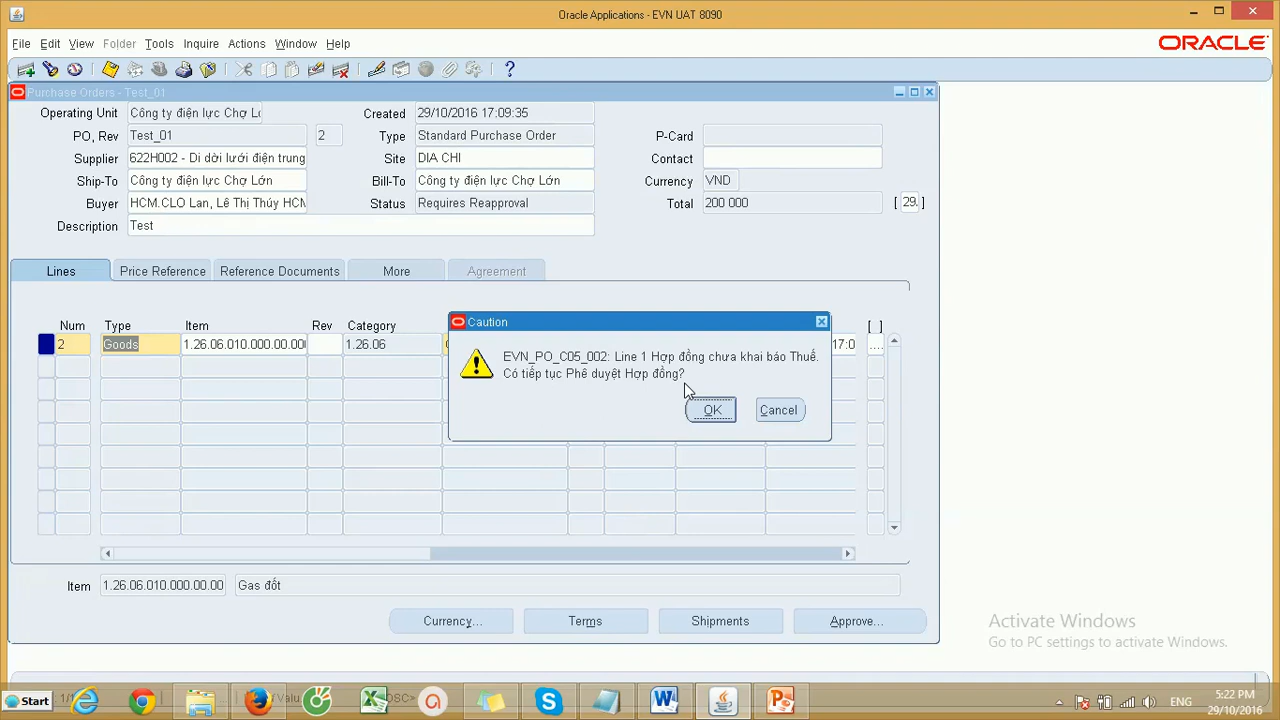 Oracle Applications - EVN UAT 8090
File Edit View Folder Tools Inquire Actions Window Help
ORACLE
Purchase Orders - Test_01
Operating Unit Công ty điện lực Chợ Lớ Created 29/10/2016 17:09:35
PO, Rev Test_01 2 Type Standard Purchase Order P-Card
Supplier 622H002 - Di dời lưới điện trung Site DIA CHI Contact
Ship-To Công ty điện lực Chợ Lớn Bill-To Công ty điện lực Chợ Lớn Currency VND
Buyer HCM.CLO Lan, Lê Thị Thúy HCM Status Requires Reapproval Total 200 000 [ 29. ]
Description Test
Lines Price Reference Reference Documents More Agreement
Num Type Item Rev Category [ ]
2 Goods 1.26.06.010.000.00.00 1.26.06 17:0 ...
Caution
EVN_PO_C05_002: Line 1 Hợp đồng chưa khai báo Thuế.
Có tiếp tục Phê duyệt Hợp đồng?
OK Cancel
Item 1.26.06.010.000.00.00 Gas đốt
Currency... Terms Shipments Approve...
Activate Windows
Go to PC settings to activate Windows.
Start
ENG
5:22 PM
29/10/2016